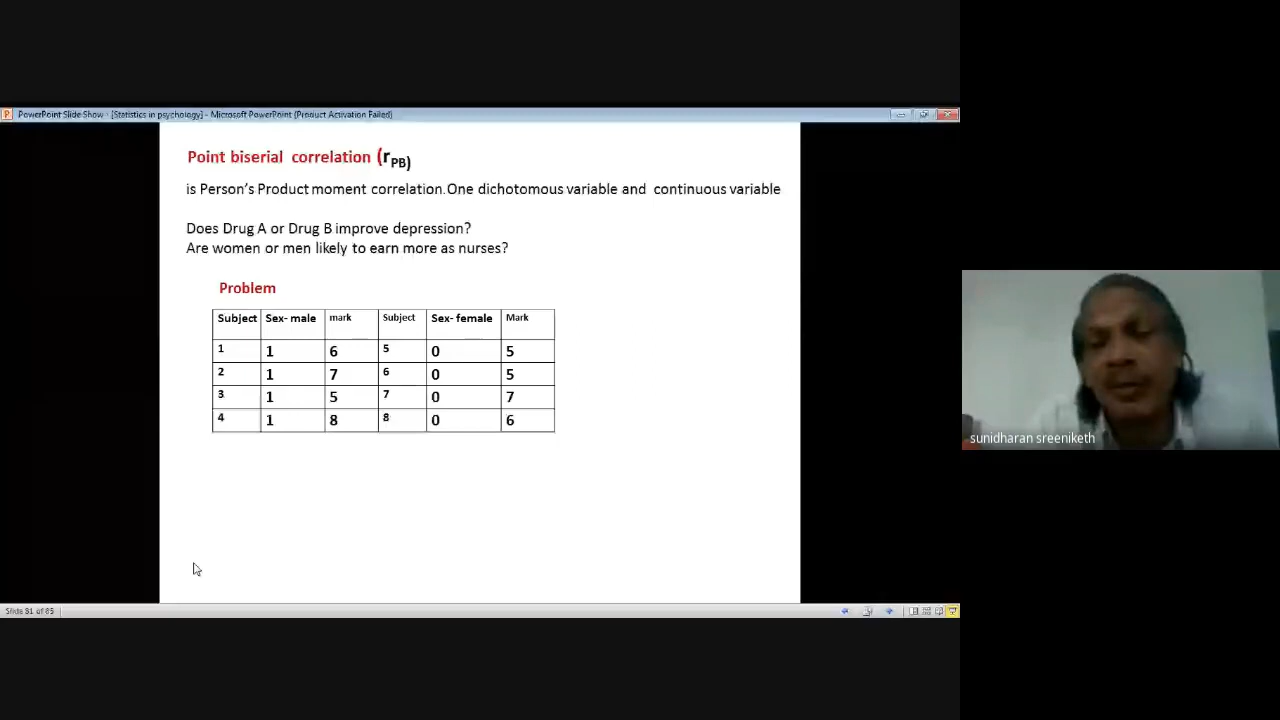 PowerPoint Slide Show - [Statistics in psychology] - Microsoft PowerPoint (Product Activation Failed)
Point biserial correlation (rPB)
is Person's Product moment correlation.One dichotomous variable and continuous variable
Does Drug A or Drug B improve depression?
Are women or men likely to earn more as nurses?
Problem
Subject Sex- male mark Subject Sex- female Mark
1 1 6 5 0 5
2 1 7 6 0 5
3 1 5 7 0 7
4 1 8 8 0 6
sunidharan sreeniketh
Slide 81 of 85